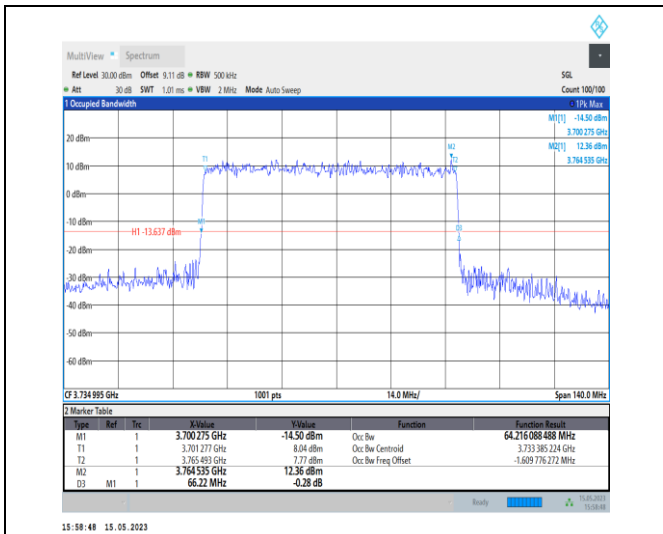 MultiView Spectrum
Ref Level 30.00 dBm Offset 9.11 dB RBW 500 kHz SGL
Att 30 dB SWT 1.01 ms VBW 2 MHz Mode Auto Sweep Count 100/100
1 Occupied Bandwidth 1Pk Max
M1[1] -14.50 dBm
3.700 275 GHz
M2[1] 12.36 dBm
3.764 535 GHz
20 dBm
M2
T1
T2
10 dBm
0 dBm
-10 dBm
M1
H1 -13.637 dBm
D3
-20 dBm
-30 dBm
-40 dBm
-50 dBm
-60 dBm
CF 3.734 995 GHz 1001 pts 14.0 MHz/ Span 140.0 MHz
2 Marker Table
Type Ref Trc X-Value Y-Value Function Function Result
M1 1 3.700 275 GHz -14.50 dBm Occ Bw 64.216 088 488 MHz
T1 1 3.701 277 GHz 8.04 dBm Occ Bw Centroid 3.733 385 224 GHz
T2 1 3.765 493 GHz 7.77 dBm Occ Bw Freq Offset -1.609 776 272 MHz
M2 1 3.764 535 GHz 12.36 dBm
D3 M1 1 66.22 MHz -0.28 dB
Ready 15.05.2023
15:58:48
15:58:48 15.05.2023